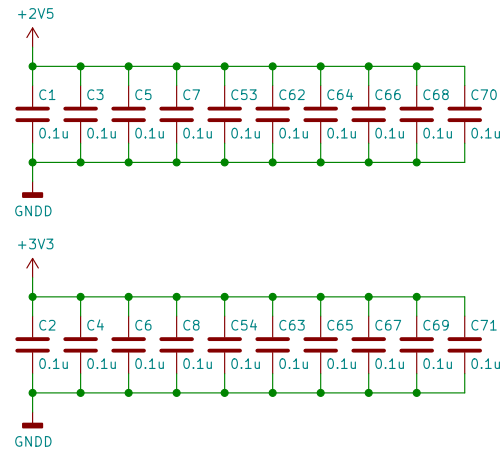 +2V5
C1 C3 C5 C7 C53 C62 C64 C66 C68 C70
0.1u 0.1u 0.1u 0.1u 0.1u 0.1u 0.1u 0.1u 0.1u 0.1u
GNDD
+3V3
C2 C4 C6 C8 C54 C63 C65 C67 C69 C71
0.1u 0.1u 0.1u 0.1u 0.1u 0.1u 0.1u 0.1u 0.1u 0.1u
GNDD